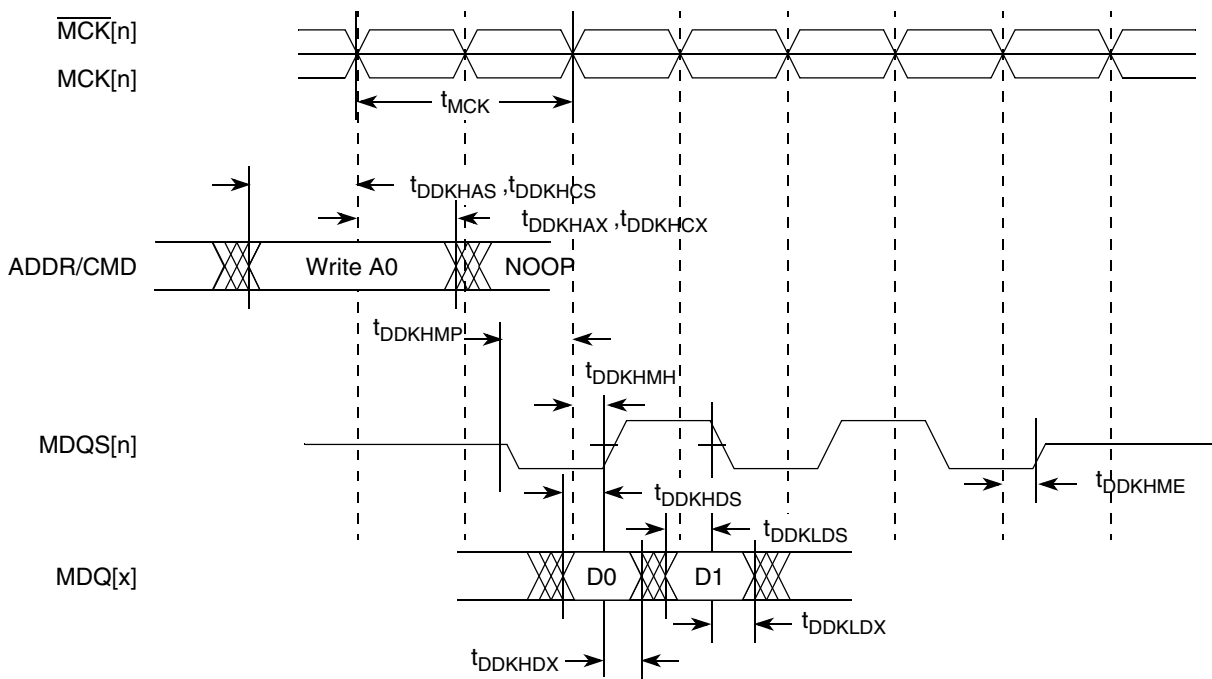 MCK[n]
MCK[n]
tMCK
tDDKHAS ,tDDKHCS
tDDKHAX ,tDDKHCX
ADDR/CMD
Write A0
NOOP
tDDKHMP
tDDKHMH
MDQS[n]
tDDKHME
tDDKHDS
tDDKLDS
MDQ[x]
D0
D1
tDDKLDX
tDDKHDX